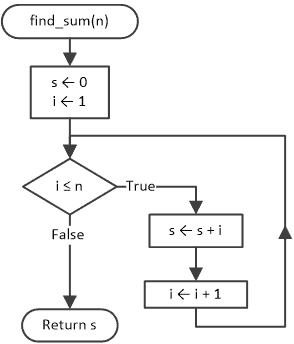 find_sum(n)
s ← 0
i ← 1
i ≤ n
True
False
s ← s + i
i ← i + 1
Return s